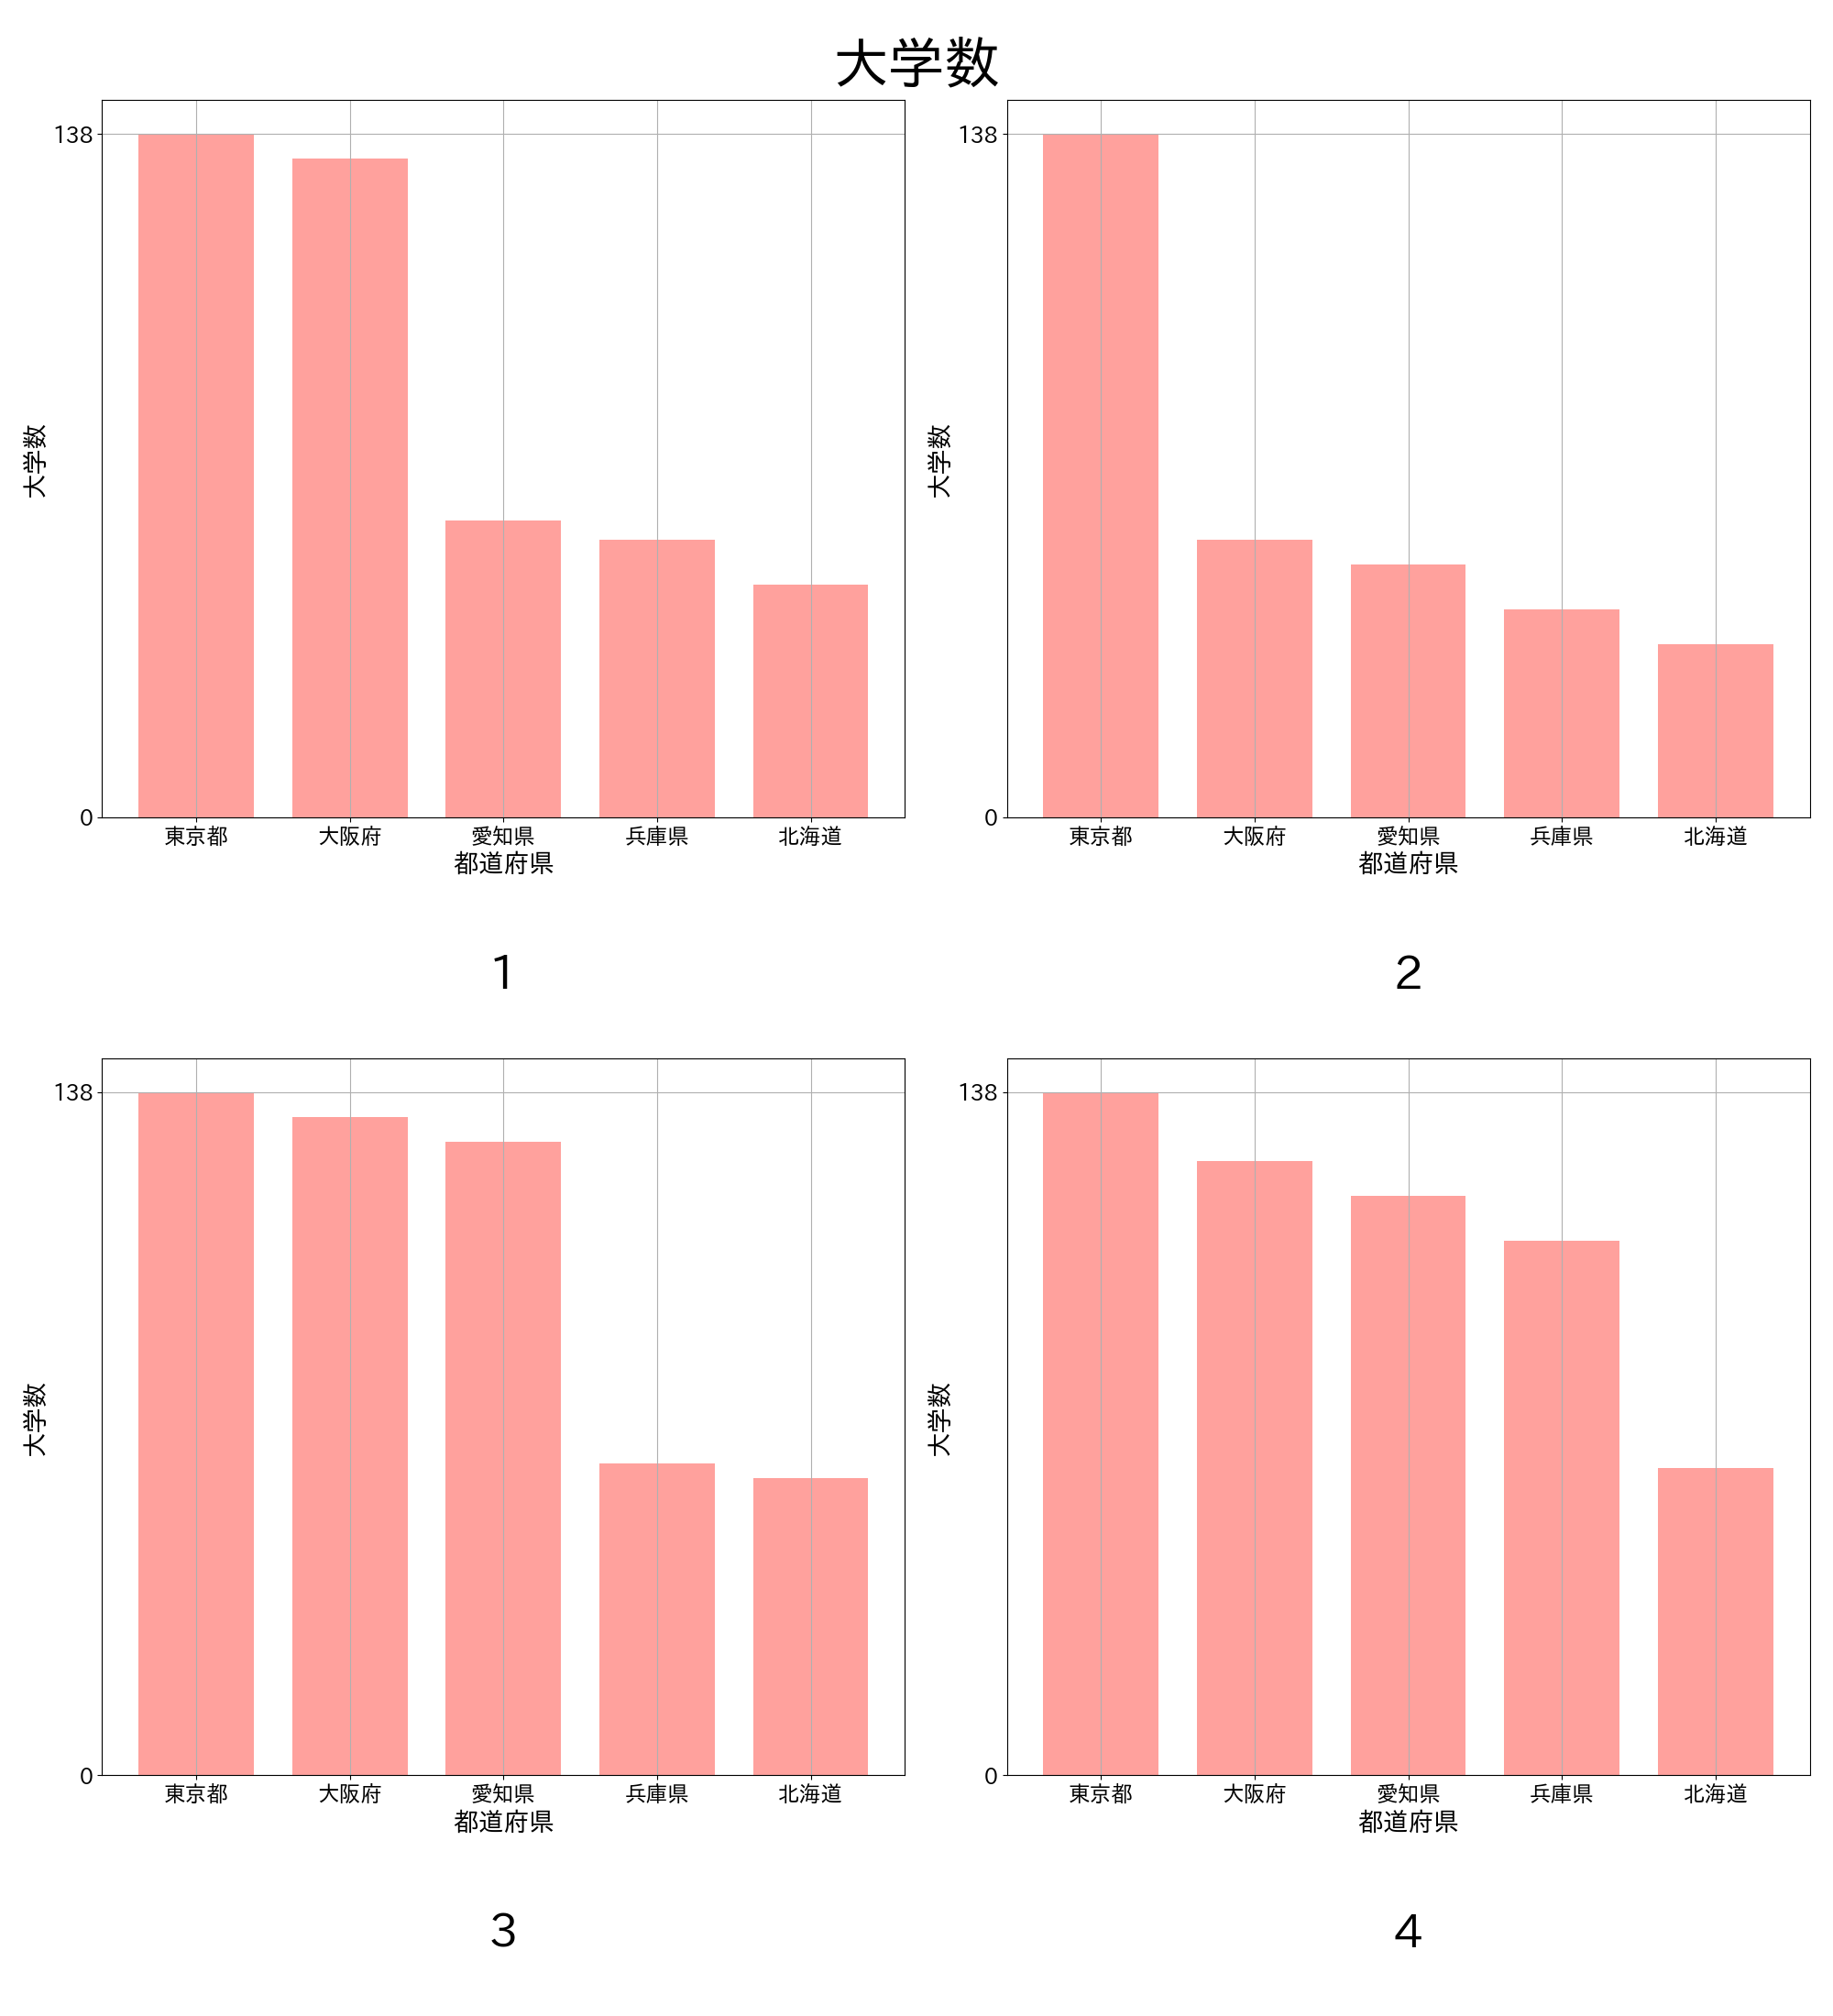 大学数
138
0
大学数
東京都 大阪府 愛知県 兵庫県 北海道
都道府県
1
138
0
大学数
東京都 大阪府 愛知県 兵庫県 北海道
都道府県
2
138
0
大学数
東京都 大阪府 愛知県 兵庫県 北海道
都道府県
3
138
0
大学数
東京都 大阪府 愛知県 兵庫県 北海道
都道府県
4